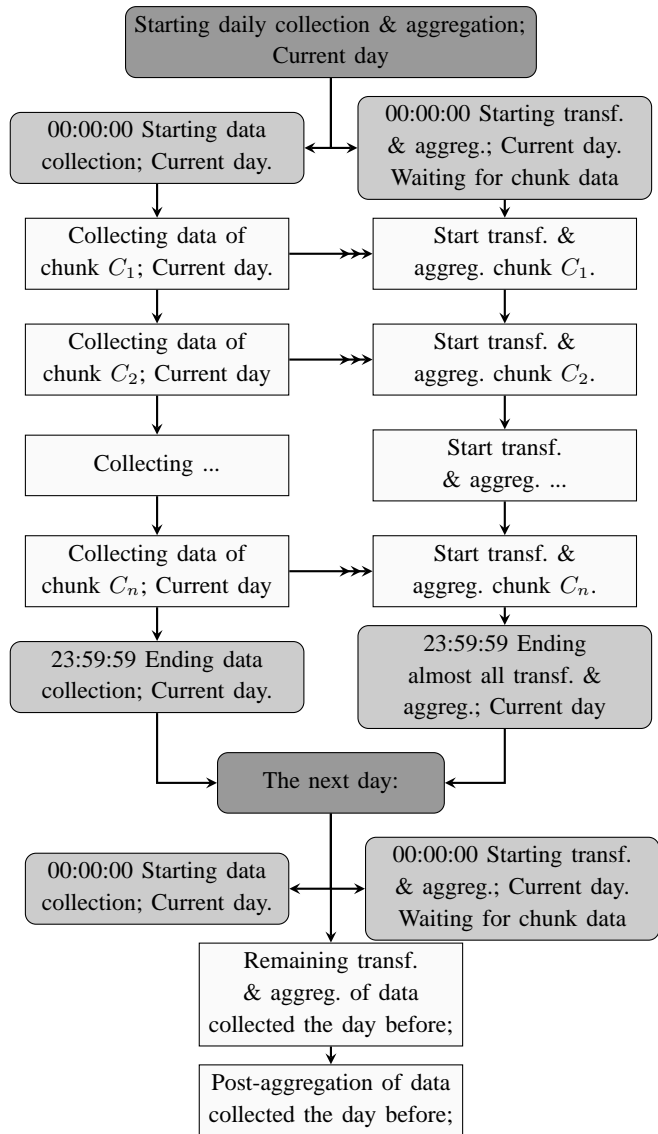 Starting daily collection & aggregation;
Current day
00:00:00 Starting data
collection; Current day.
00:00:00 Starting transf.
& aggreg.; Current day.
Waiting for chunk data
Collecting data of
chunk C₁; Current day.
Start transf. &
aggreg. chunk C₁.
Collecting data of
chunk C₂; Current day
Start transf. &
aggreg. chunk C₂.
Collecting ...
Start transf.
& aggreg. ...
Collecting data of
chunk Cₙ; Current day
Start transf. &
aggreg. chunk Cₙ.
23:59:59 Ending data
collection; Current day.
23:59:59 Ending
almost all transf. &
aggreg.; Current day
The next day:
00:00:00 Starting data
collection; Current day.
00:00:00 Starting transf.
& aggreg.; Current day.
Waiting for chunk data
Remaining transf.
& aggreg. of data
collected the day before;
Post-aggregation of data
collected the day before;